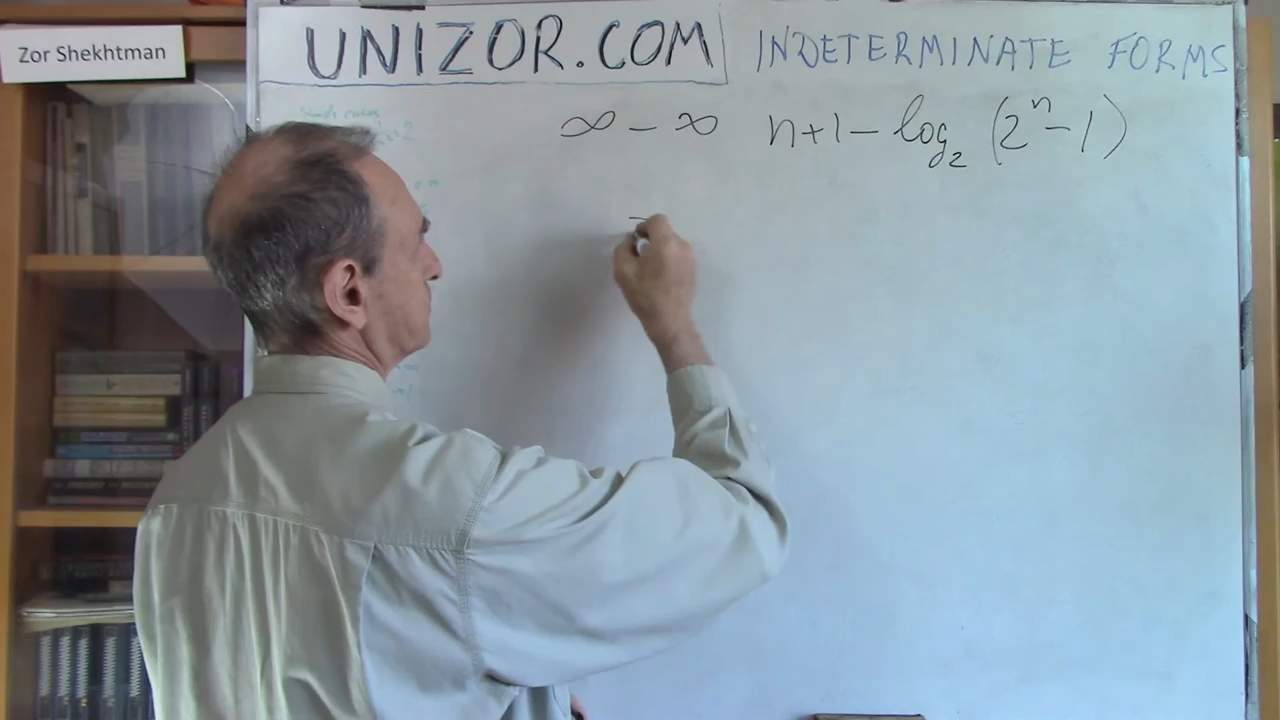 Zor Shekhtman
UNIZOR.COM INDETERMINATE FORMS
∞ - ∞ n+1 - log₂ (2ⁿ-1)